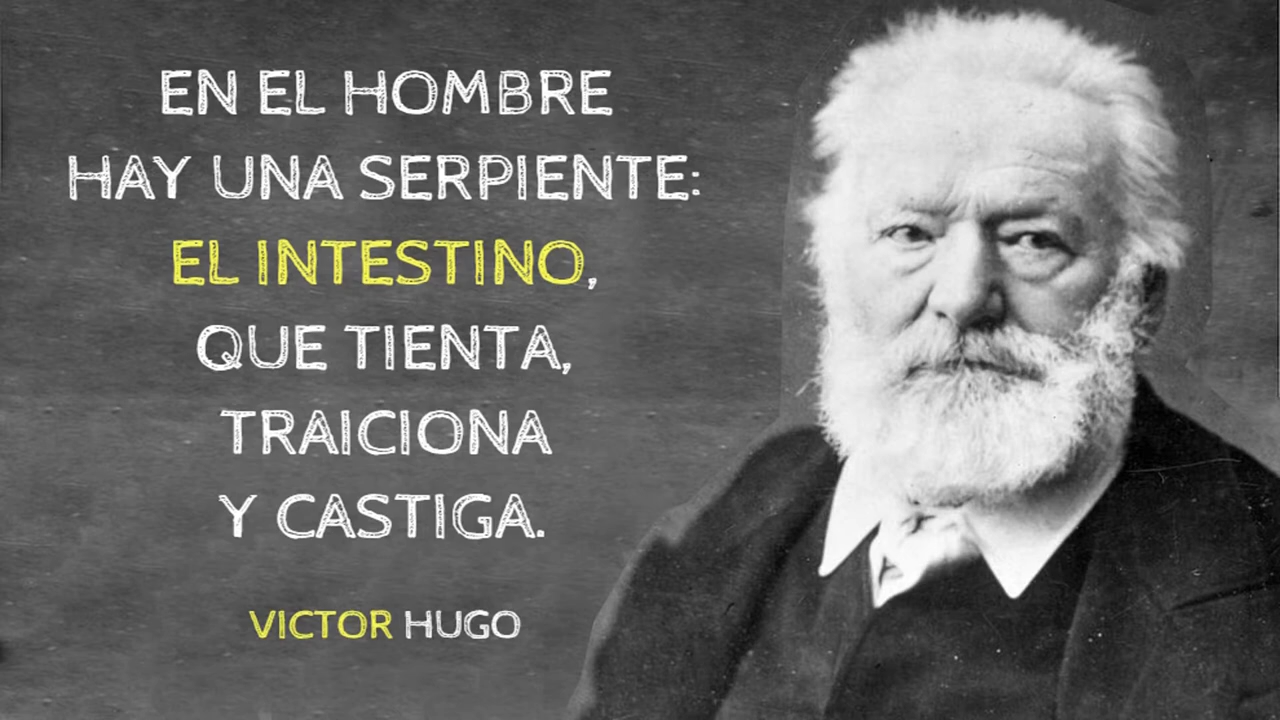 EN EL HOMBRE
HAY UNA SERPIENTE:
EL INTESTINO,
QUE TIENTA,
TRAICIONA
Y CASTIGA.
VICTOR HUGO